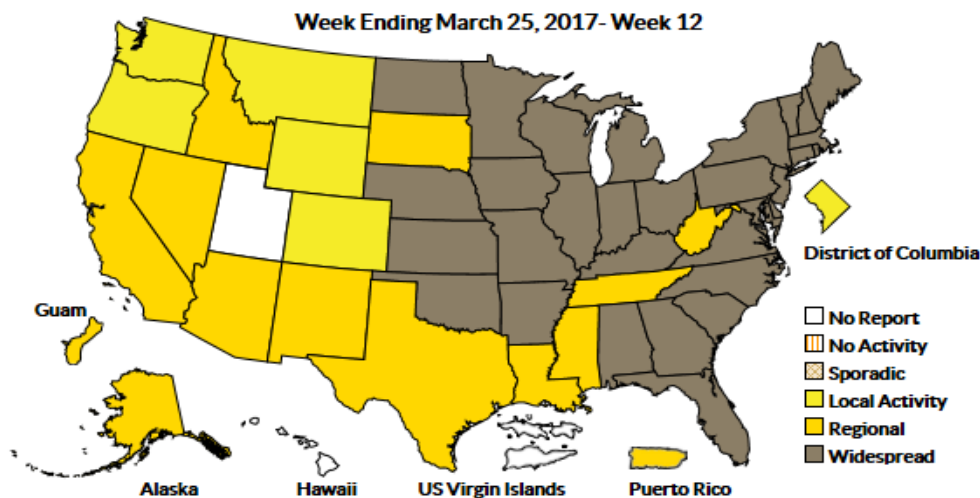 Week Ending March 25, 2017- Week 12
District of Columbia
Guam
No Report
No Activity
Sporadic
Local Activity
Regional
Widespread
Alaska
Hawaii
US Virgin Islands
Puerto Rico